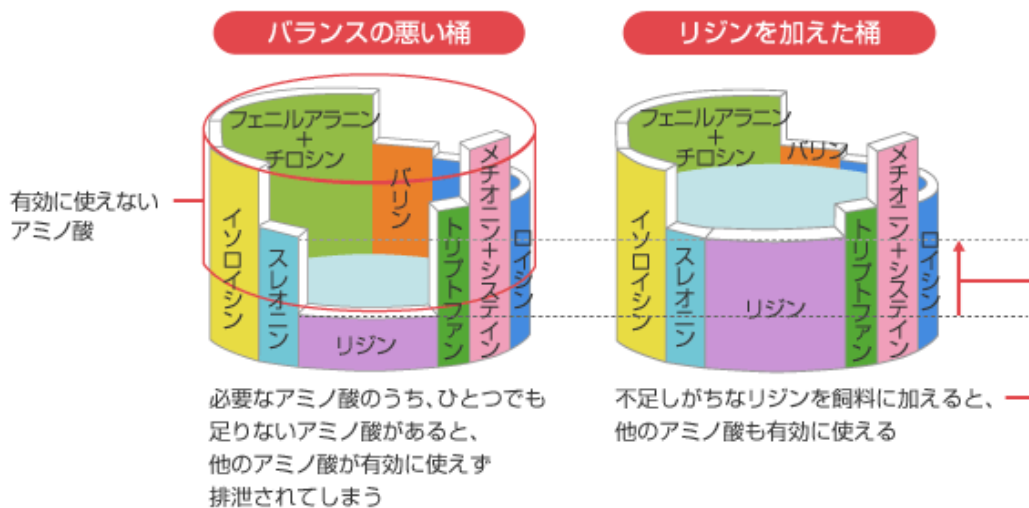 バランスの悪い桶
リジンを加えた桶
有効に使えない
アミノ酸
フェニルアラニン
+
チロシン
バリン
イソロイシン
スレオニン
リジン
トリプトファン
メチオニン+システイン
ロイシン
フェニルアラニン
+
チロシン
バリン
イソロイシン
スレオニン
リジン
トリプトファン
メチオニン+システイン
ロイシン
必要なアミノ酸のうち、ひとつでも
足りないアミノ酸があると、
他のアミノ酸が有効に使えず
排泄されてしまう
不足しがちなリジンを飼料に加えると、
他のアミノ酸も有効に使える